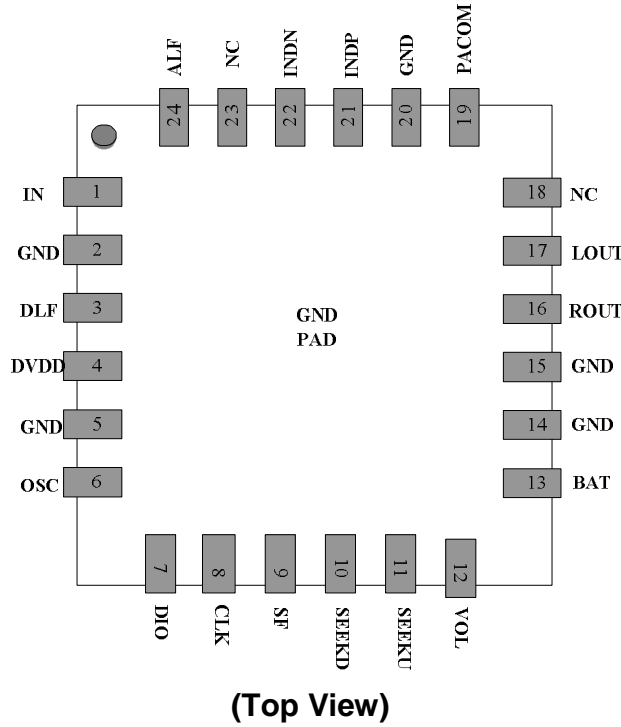 ALF NC INDN INDP GND PACOM
24 23 22 21 20 19
IN 1
GND 2
DLF 3
DVDD 4
GND 5
OSC 6
GND
PAD
18 NC
17 LOUT
16 ROUT
15 GND
14 GND
13 BAT
7 8 9 10 11 12
DIO CLK SF SEEKD SEEKU VOL
(Top View)